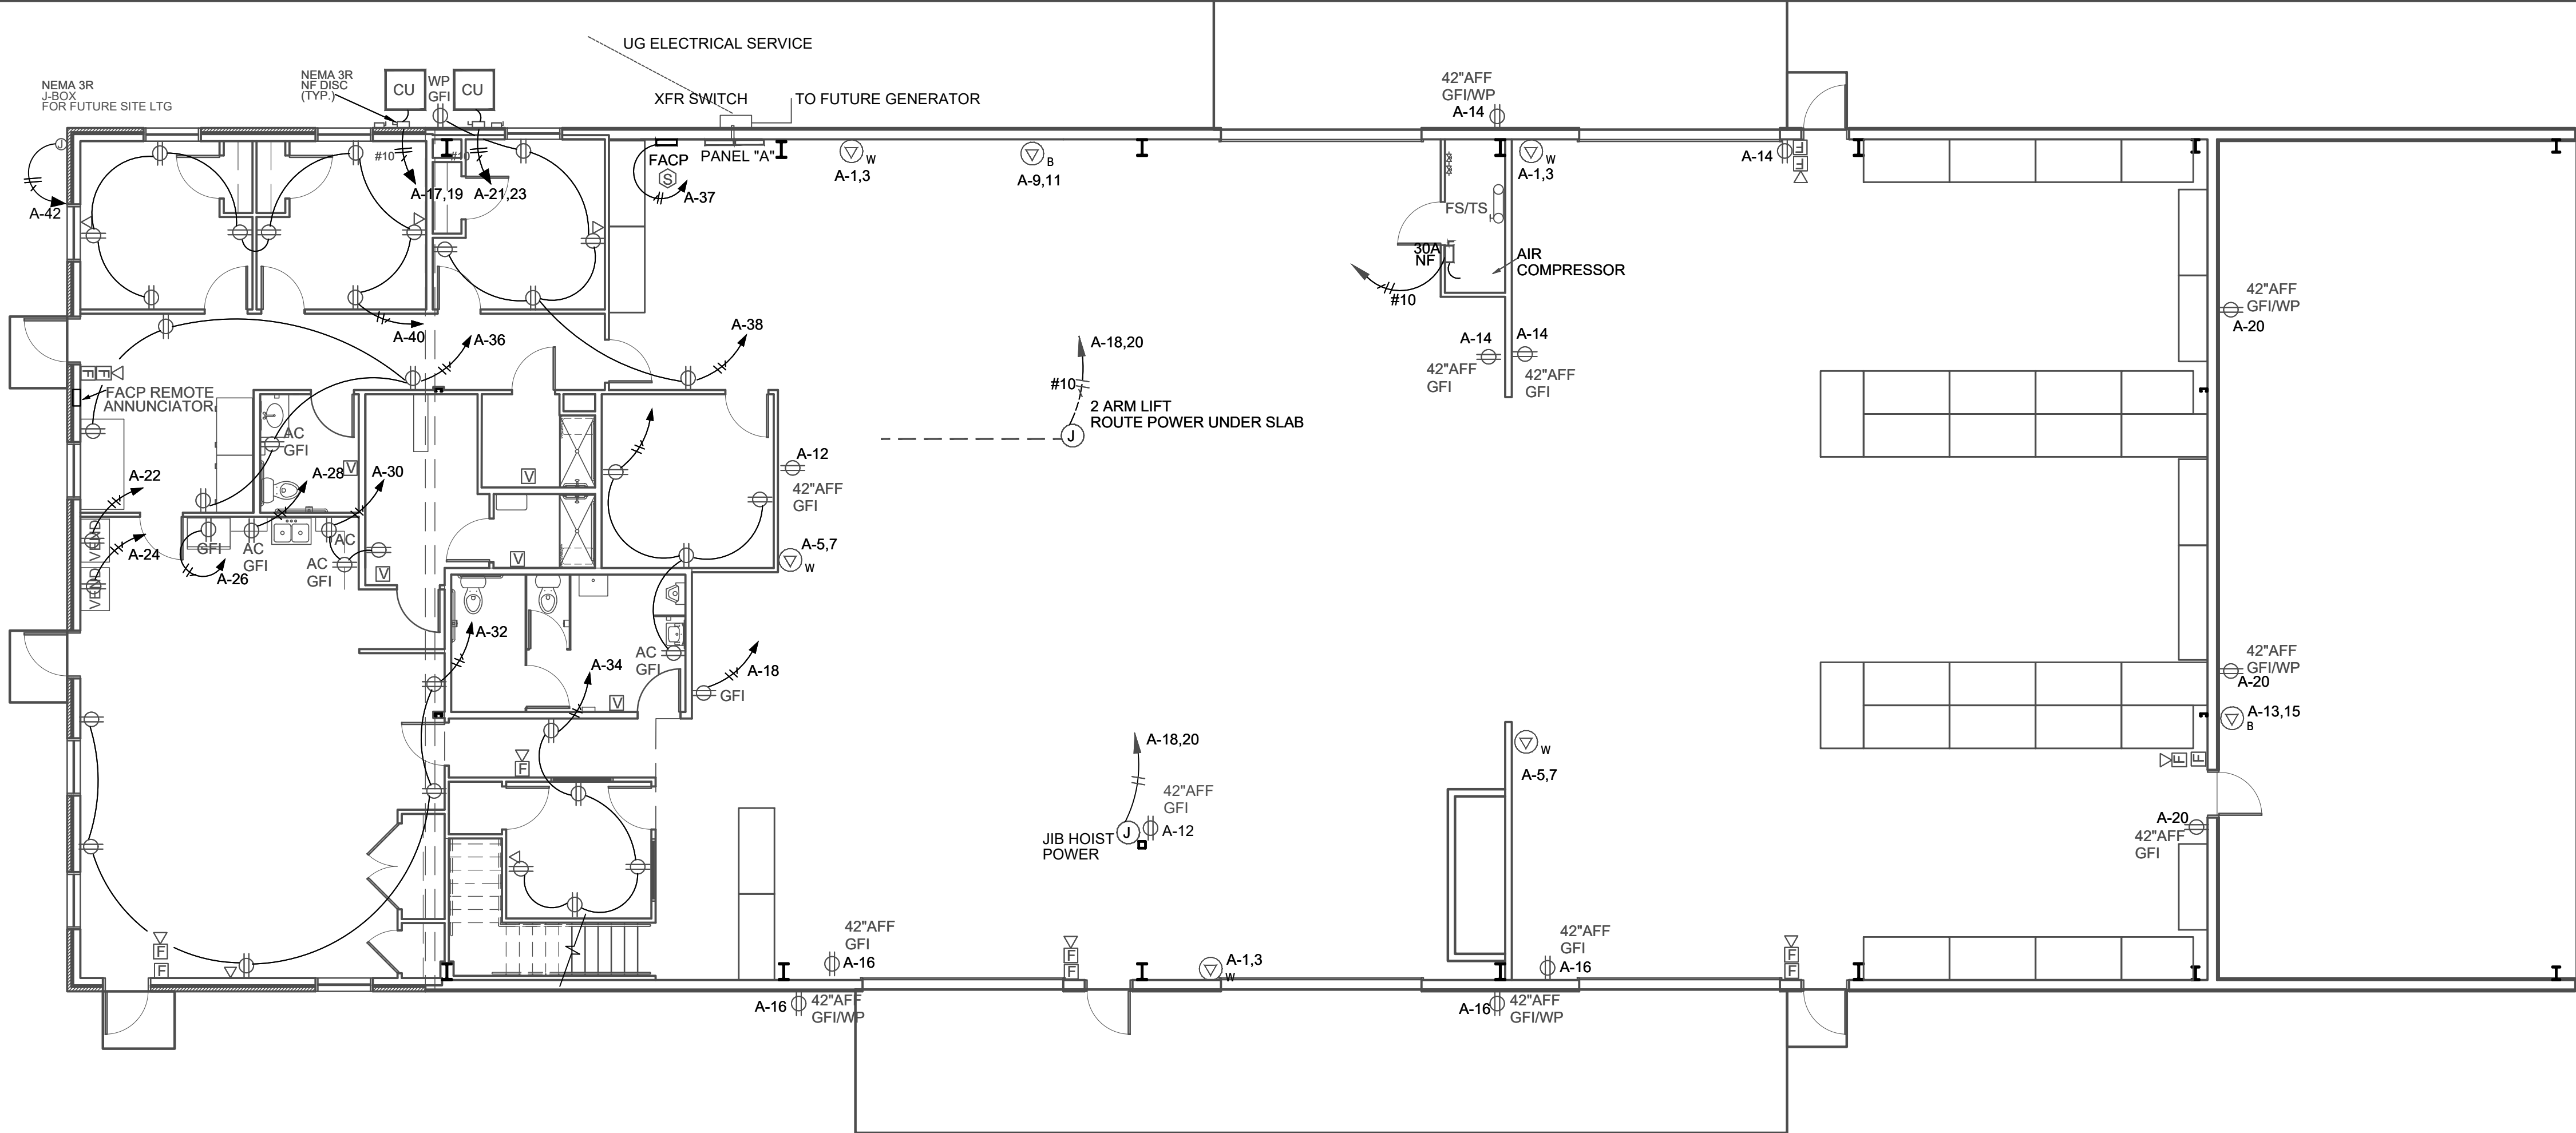 UG ELECTRICAL SERVICE
NEMA 3R
J-BOX
FOR FUTURE SITE LTG
NEMA 3R
NF DISC
(TYP.)
CU
WP
GFI
CU
XFR SWITCH
TO FUTURE GENERATOR
42"AFF
GFI/WP
A-14
J
A-42
#10
A-17,19
#10
A-21,23
FACP
S
A-37
PANEL "A"
W
A-1,3
B
A-9,11
W
A-1,3
A-14
F
F
FS/TS
30A
NF
AIR
COMPRESSOR
#10
42"AFF
GFI/WP
A-20
A-40
A-36
A-38
A-18,20
#10
A-14
42"AFF
GFI
A-14
42"AFF
GFI
F
F
FACP REMOTE
ANNUNCIATOR
2 ARM LIFT
ROUTE POWER UNDER SLAB
J
AC
GFI
A-22
A-28
V
A-30
V
A-12
42"AFF
GFI
VEND
A-24
GFI
A-26
AC
GFI
AC
AC
GFI
V
V
A-5,7
W
VEND
A-32
A-34
AC
GFI
V
A-18
GFI
42"AFF
GFI/WP
A-20
A-13,15
B
F
A-18,20
W
A-5,7
F
F
42"AFF
GFI
JIB HOIST
POWER
J
A-12
A-20
42"AFF
GFI
F
F
42"AFF
GFI
A-16
F
F
A-1,3
W
42"AFF
GFI
A-16
F
F
A-16
42"AFF
GFI/WP
A-16
42"AFF
GFI/WP